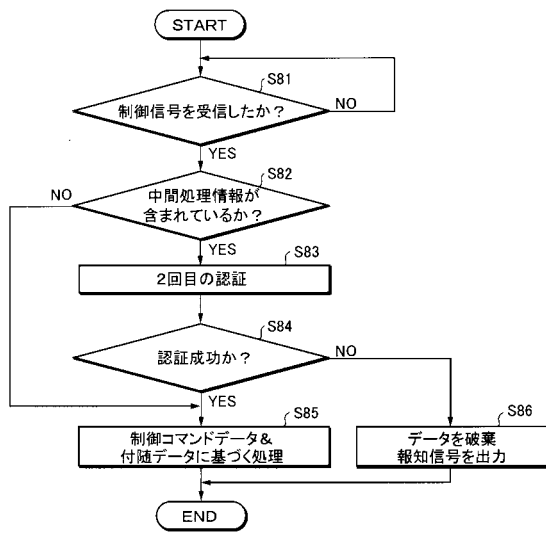 START
S81
制御信号を受信したか？
NO
YES
S82
NO
中間処理情報が
含まれているか？
YES
S83
2回目の認証
S84
認証成功か？
NO
YES
S85
制御コマンドデータ&
付随データに基づく処理
S86
データを破棄
報知信号を出力
END